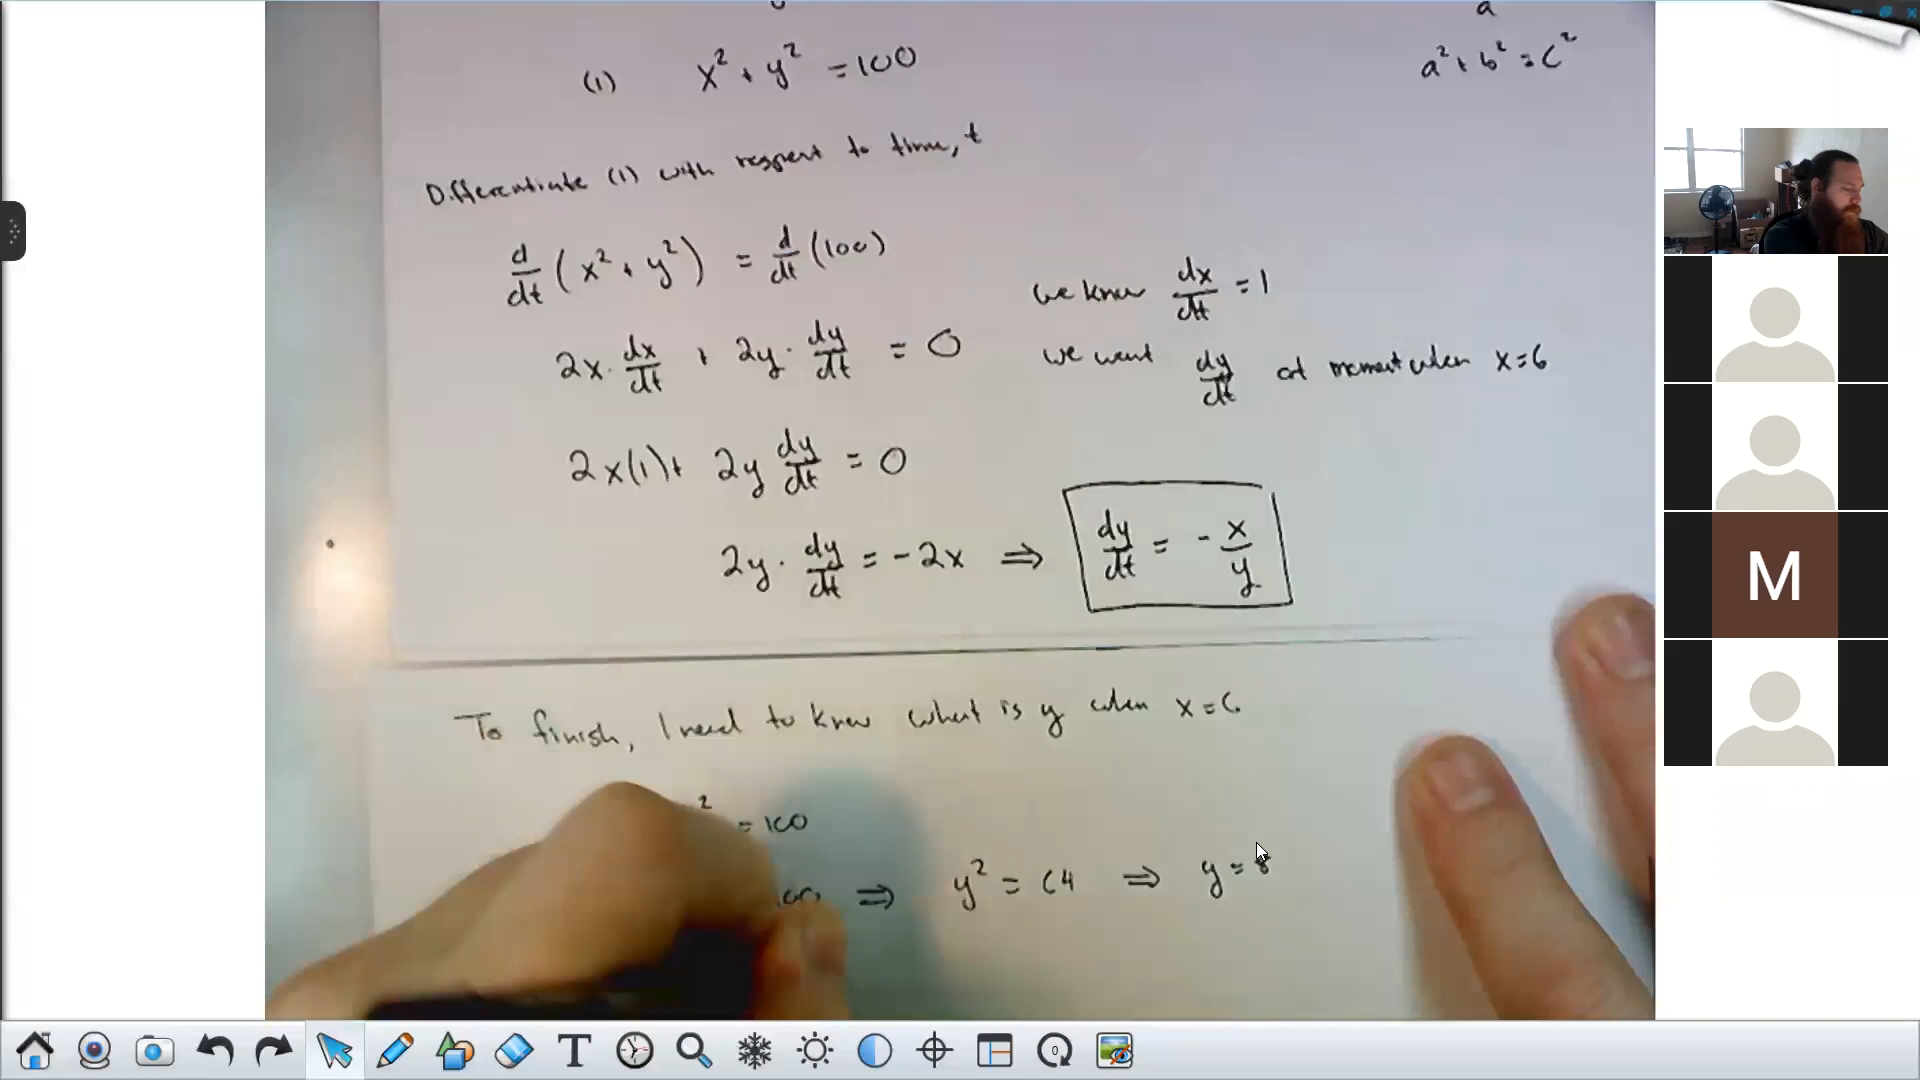 a
(1) x² + y² = 100
a² + b² = c²
Differentiate (1) with respect to time, t
d/dt (x² + y²) = d/dt (100)
we know dx/dt = 1
2x · dx/dt + 2y · dy/dt = 0
we want dy/dt at moment when x = 6
2x(1) + 2y dy/dt = 0
2y · dy/dt = -2x ⇒ dy/dt = - x/y
To finish, I need to know what is y when x = 6
² = 100
100 ⇒ y² = 64 ⇒ y = 8
M
T
0